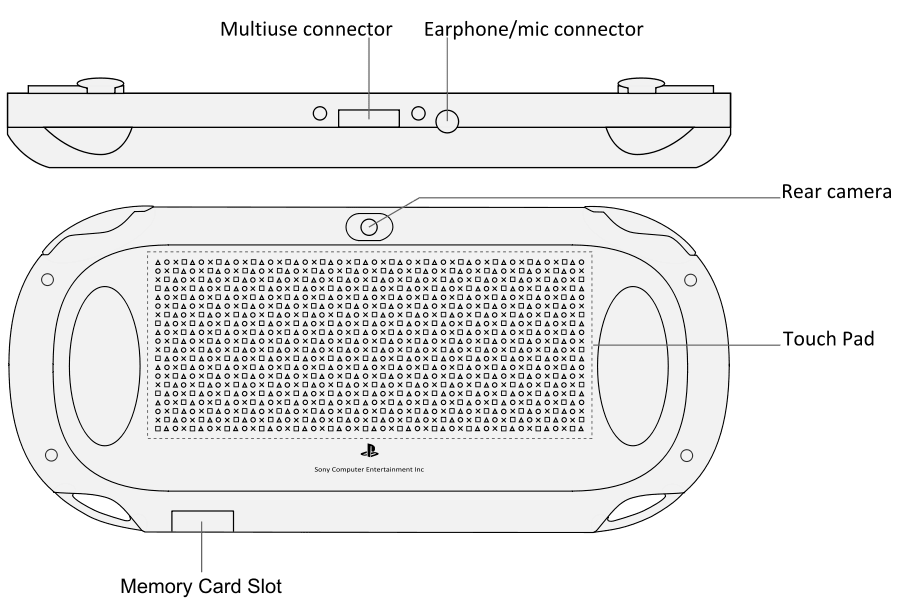 Multiuse connector
Earphone/mic connector
Rear camera
Touch Pad
Sony Computer Entertainment Inc
Memory Card Slot